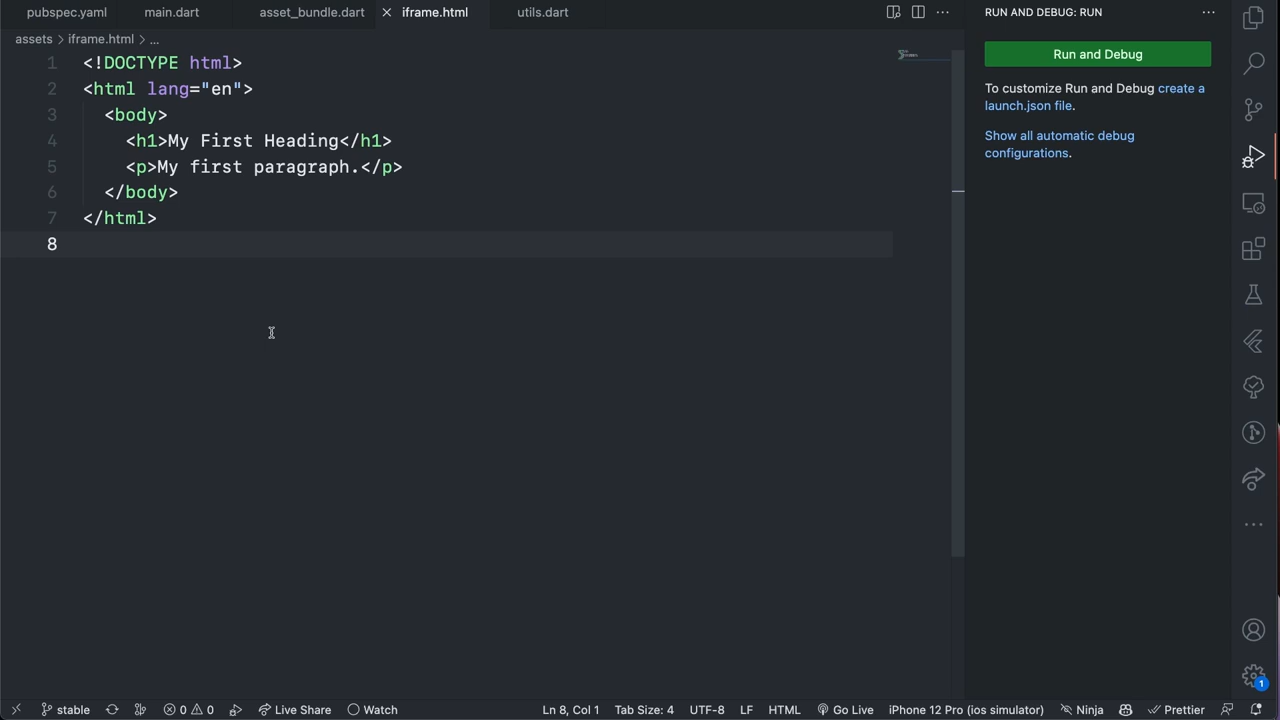 pubspec.yaml main.dart asset_bundle.dart iframe.html utils.dart
assets > iframe.html > ...
1 <!DOCTYPE html>
2 <html lang="en">
3 <body>
4 <h1>My First Heading</h1>
5 <p>My first paragraph.</p>
6 </body>
7 </html>
8
RUN AND DEBUG: RUN
Run and Debug
To customize Run and Debug create a
launch.json file.
Show all automatic debug
configurations.
1
stable 0 0 Live Share Watch Ln 8, Col 1 Tab Size: 4 UTF-8 LF HTML Go Live iPhone 12 Pro (ios simulator) Ninja Prettier